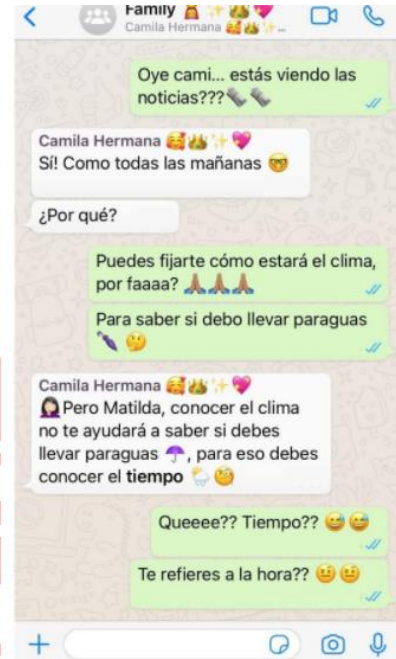 Family 👸🏽 ✨👑💖
Camila Hermana 🥰👑✨...
Oye cami... estás viendo las
noticias???🗞️🗞️
Camila Hermana 🥰👑✨💖
Sí! Como todas las mañanas 🤓
¿Por qué?
Puedes fijarte cómo estará el clima,
por faaaa? 🙏🏽🙏🏽🙏🏽
Para saber si debo llevar paraguas
🌂 🤔
Camila Hermana 🥰👑✨💖
🤦🏻‍♀️Pero Matilda, conocer el clima
no te ayudará a saber si debes
llevar paraguas ☂️, para eso debes
conocer el tiempo 🌦️🧐
Queeee?? Tiempo?? 😅😅
Te refieres a la hora?? 🤨🤨